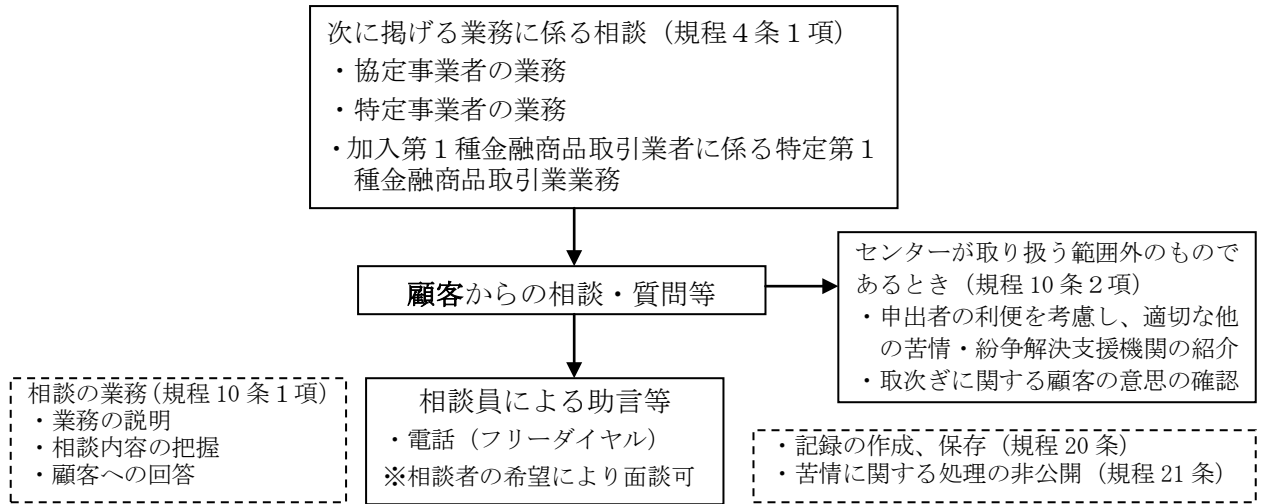 次に掲げる業務に係る相談(規程4条1項)
・協定事業者の業務
・特定事業者の業務
・加入第1種金融商品取引業者に係る特定第1
種金融商品取引業業務
顧客からの相談・質問等
センターが取り扱う範囲外のもので
あるとき(規程10条2項)
・申出者の利便を考慮し、適切な他
の苦情・紛争解決支援機関の紹介
・取次ぎに関する顧客の意思の確認
相談の業務(規程10条1項)
・業務の説明
・相談内容の把握
・顧客への回答
相談員による助言等
・電話(フリーダイヤル)
※相談者の希望により面談可
・記録の作成、保存(規程20条)
・苦情に関する処理の非公開(規程21条)